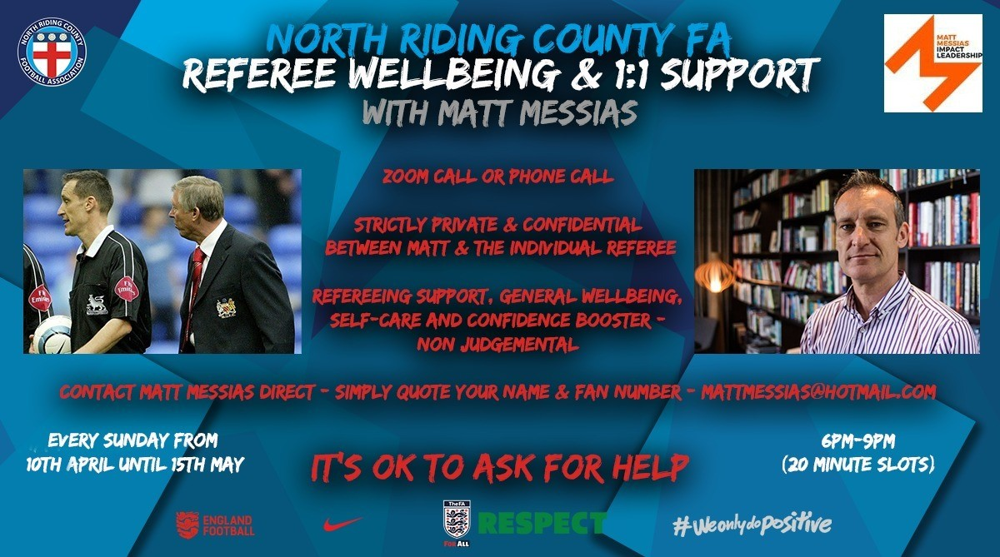 NORTH RIDING COUNTY FA
REFEREE WELLBEING & 1:1 SUPPORT
WITH MATT MESSIAS
NORTH RIDING COUNTY
FOOTBALL ASSOCIATION
MATT
MESSIAS
IMPACT
LEADERSHIP
ZOOM CALL OR PHONE CALL
STRICTLY PRIVATE & CONFIDENTIAL
BETWEEN MATT & THE INDIVIDUAL REFEREE
REFEREEING SUPPORT, GENERAL WELLBEING,
SELF-CARE AND CONFIDENCE BOOSTER -
NON JUDGEMENTAL
Fly
Emirates
Fly
Emirates
CONTACT MATT MESSIAS DIRECT - SIMPLY QUOTE YOUR NAME & FAN NUMBER - MATTMESSIAS@HOTMAIL.COM
EVERY SUNDAY FROM
10TH APRIL UNTIL 15TH MAY
IT'S OK TO ASK FOR HELP
6PM-9PM
(20 MINUTE SLOTS)
ENGLAND
FOOTBALL
TheFA
FOR ALL
RESPECT
#Weonlydopositive